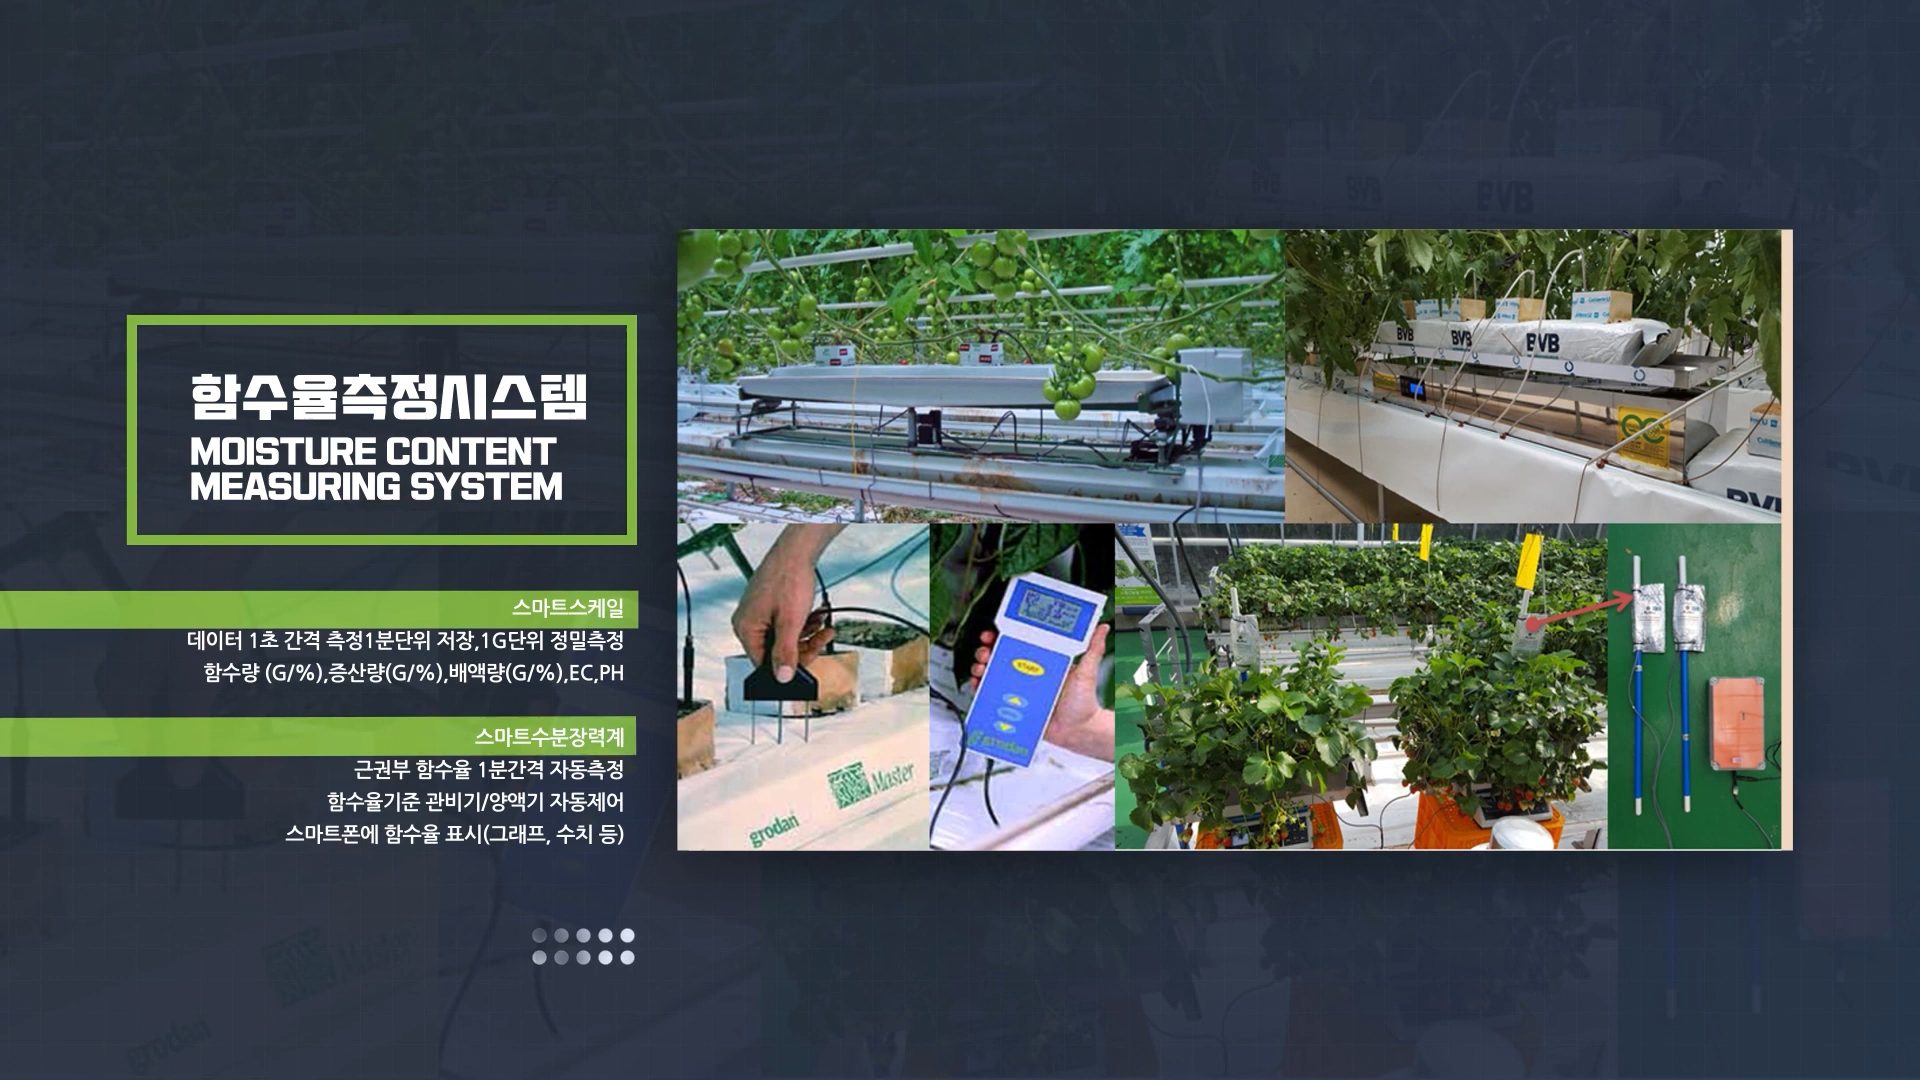 함수율측정시스템
MOISTURE CONTENT
MEASURING SYSTEM
스마트스케일
데이터 1초 간격 측정1분단위 저장,1G단위 정밀측정
함수량 (G/%),증산량(G/%),배액량(G/%),EC,PH
스마트수분장력계
근권부 함수율 1분간격 자동측정
함수율기준 관비기/양액기 자동제어
스마트폰에 함수율 표시(그래프, 수치 등)
BVB
BVB
BVB
BVB
grodan
Master
START
grodan